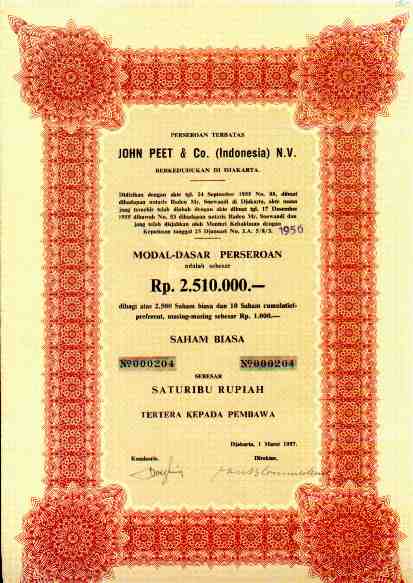 PERSEROAN TERBATAS
JOHN PEET & Co. (Indonesia) N.V.
BERKEDUDUKAN DI DJAKARTA.
Didirikan dengan akte tgl. 24 September 1955 No. 88, dibuat
dihadapan notaris Raden Mr. Soewandi di Djakarta, akte mana
jang terachir telah diubah dengan akte dibuat tgl. 17 Desember
1955 dibawah No. 53 dihadapan notaris Raden Mr. Soewandi dan
jang telah disjahkan oleh Menteri Kehakiman dengan
Keputusan tanggal 25 Djanuari No. J.A. 5/8/5. 1956
MODAL-DASAR PERSEROAN
adalah sebesar
Rp. 2.510.000.—
dibagi atas 2.500 Saham biasa dan 10 Saham cumulatief-
preferent, masing-masing sebesar Rp. 1.000.—
SAHAM BIASA
No000204 No000204
SEBESAR
SATURIBU RUPIAH
TERTERA KEPADA PEMBAWA
Djakarta, 1 Maret 1957.
Komisaris. Direktur.